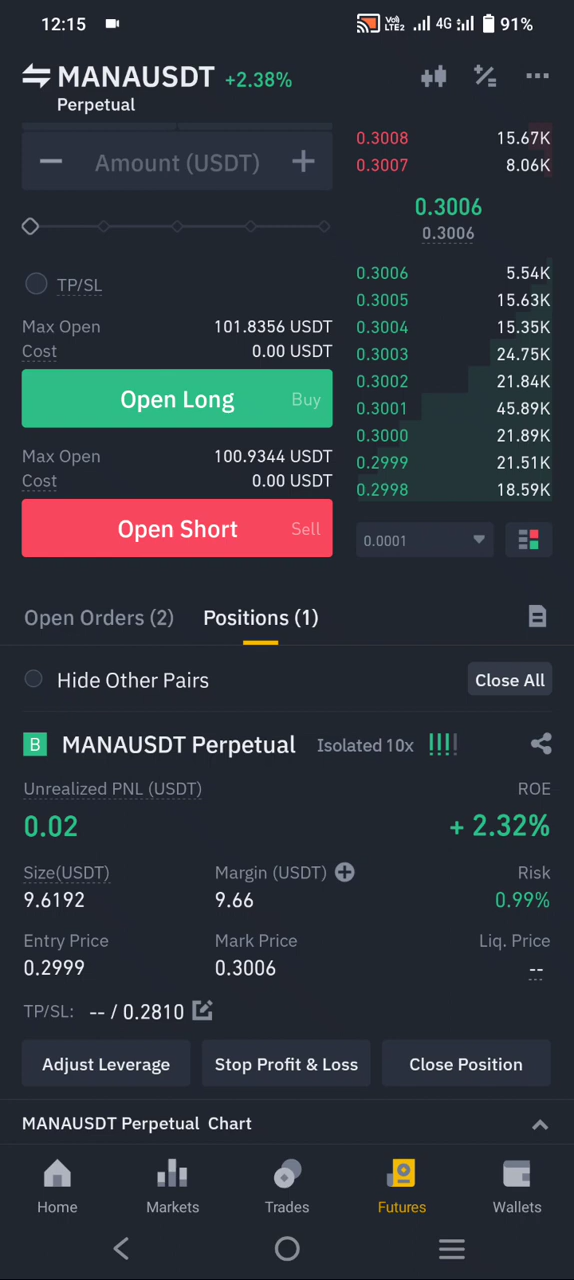 12:15 Vo) LTE2 4G 91%
MANAUSDT +2.38%
Perpetual
Amount (USDT)
0.3008 15.67K
0.3007 8.06K
0.3006
0.3006
TP/SL
Max Open 101.8356 USDT
Cost 0.00 USDT
Open Long Buy
Max Open 100.9344 USDT
Cost 0.00 USDT
Open Short Sell
0.3006 5.54K
0.3005 15.63K
0.3004 15.35K
0.3003 24.75K
0.3002 21.84K
0.3001 45.89K
0.3000 21.89K
0.2999 21.51K
0.2998 18.59K
0.0001
Open Orders (2) Positions (1)
Hide Other Pairs Close All
B MANAUSDT Perpetual Isolated 10x !!!!
Unrealized PNL (USDT) ROE
0.02 + 2.32%
Size(USDT) Margin (USDT) Risk
9.6192 9.66 0.99%
Entry Price Mark Price Liq. Price
0.2999 0.3006 --
TP/SL: -- / 0.2810
Adjust Leverage Stop Profit & Loss Close Position
MANAUSDT Perpetual Chart
Home Markets Trades Futures Wallets